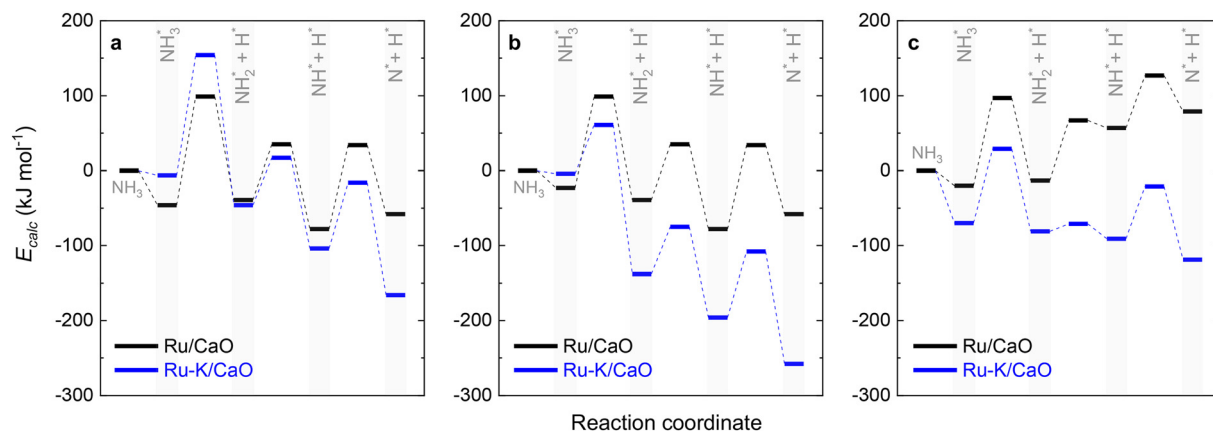 a
NH₃*
NH₂* + H*
NH* + H*
N* + H*
200
100
0
-100
-200
-300
NH₃
Ru/CaO
Ru-K/CaO
b
NH₃*
NH₂* + H*
NH* + H*
N* + H*
200
100
0
-100
-200
-300
NH₃
Ru/CaO
Ru-K/CaO
c
NH₃*
NH₂* + H*
NH* + H*
N* + H*
200
100
0
-100
-200
-300
NH₃
Ru/CaO
Ru-K/CaO
E_calc (kJ mol⁻¹)
Reaction coordinate